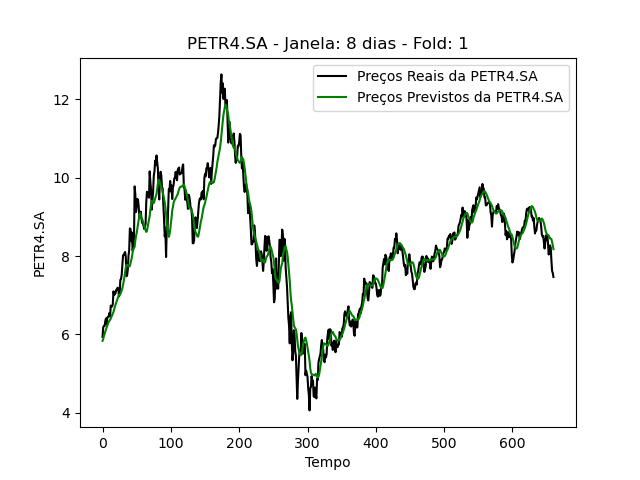 PETR4.SA - Janela: 8 dias - Fold: 1
Preços Reais da PETR4.SA
Preços Previstos da PETR4.SA
12
10
8
6
4
PETR4.SA
0 100 200 300 400 500 600
Tempo